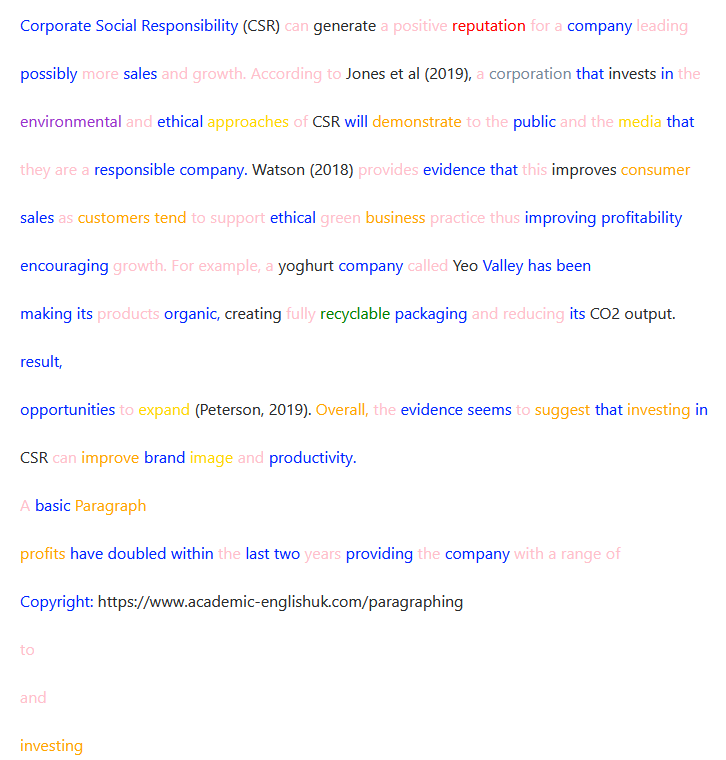 Corporate Social Responsibility (CSR) can generate a positive reputation for a company leading
possibly more sales and growth. According to Jones et al (2019), a corporation that invests in the
environmental and ethical approaches of CSR will demonstrate to the public and the media that
they are a responsible company. Watson (2018) provides evidence that this improves consumer
sales as customers tend to support ethical green business practice thus improving profitability
encouraging growth. For example, a yoghurt company called Yeo Valley has been
making its products organic, creating fully recyclable packaging and reducing its CO2 output.
result,
opportunities to expand (Peterson, 2019). Overall, the evidence seems to suggest that investing in
CSR can improve brand image and productivity.
A basic Paragraph
profits have doubled within the last two years providing the company with a range of
Copyright: https://www.academic-englishuk.com/paragraphing
to
and
investing